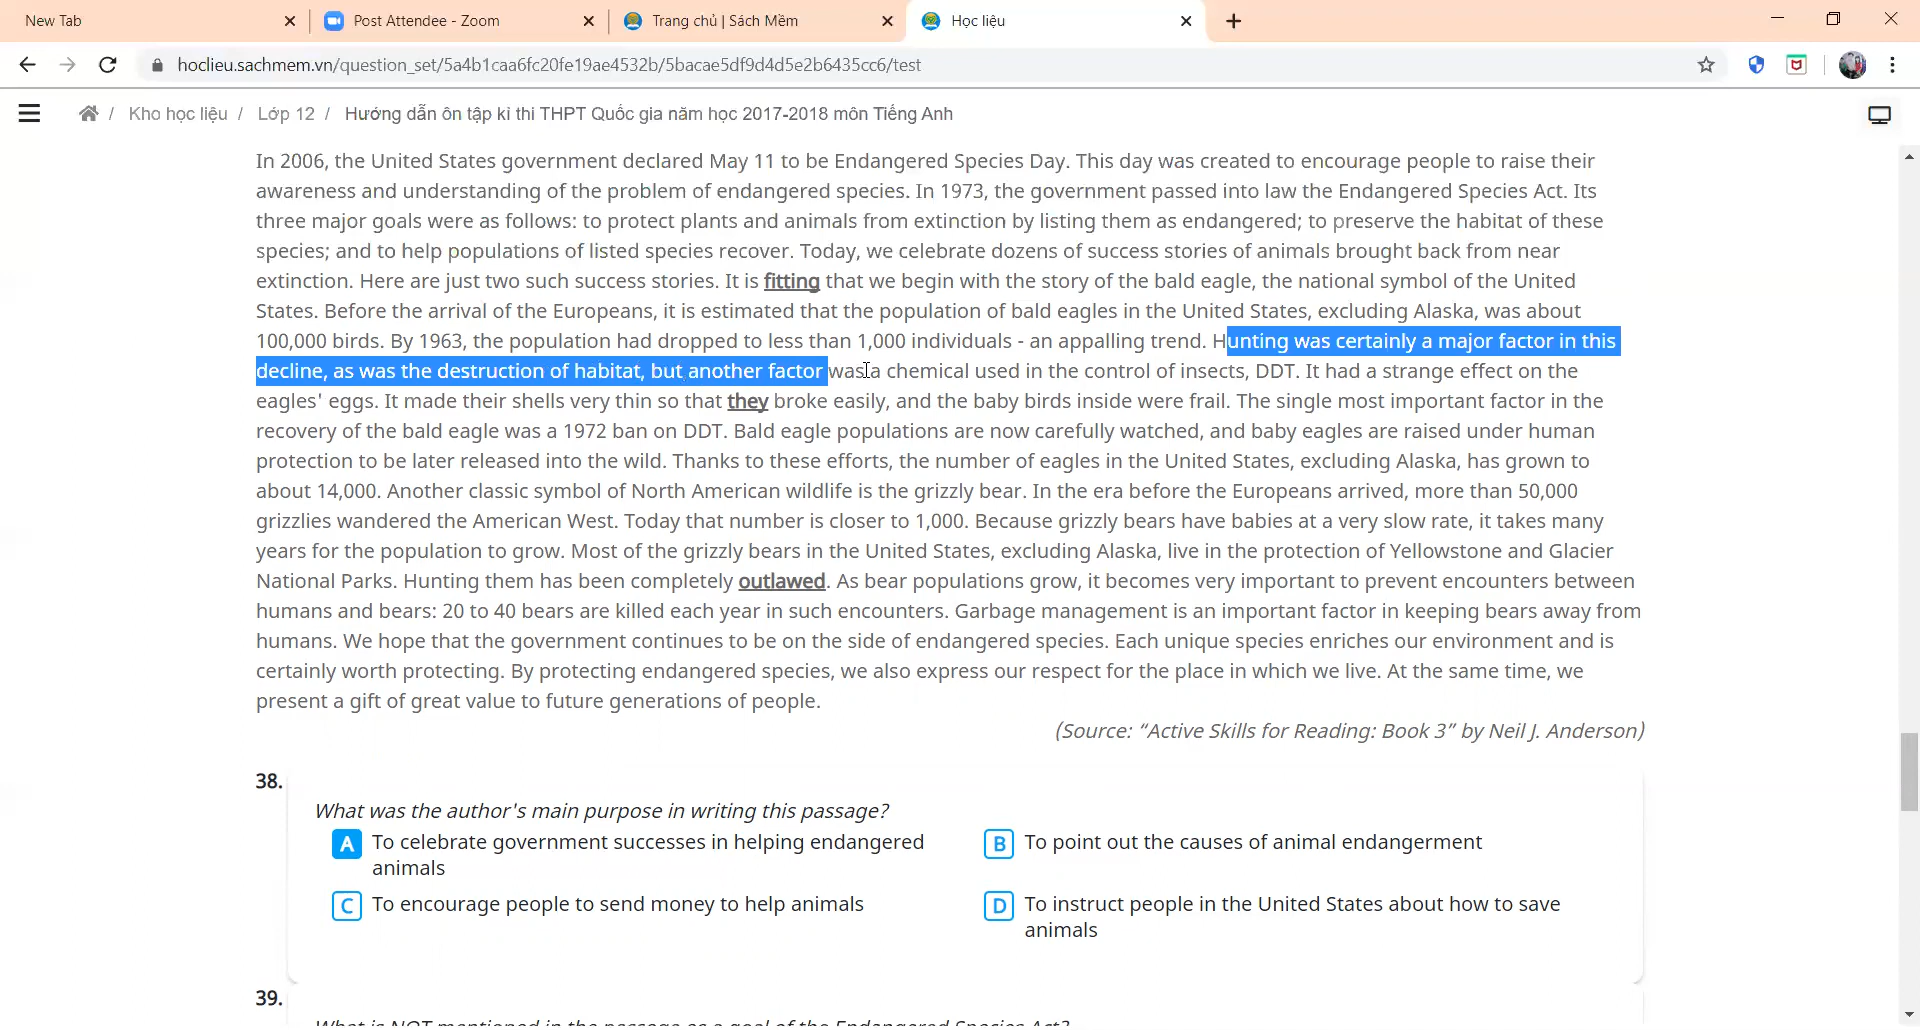 New Tab
Post Attendee - Zoom
Trang chủ | Sách Mềm
Học liệu
hoclieu.sachmem.vn/question_set/5a4b1caa6fc20fe19ae4532b/5bacae5df9d4d5e2b6435cc6/test
/ Kho học liệu / Lớp 12 / Hướng dẫn ôn tập kì thi THPT Quốc gia năm học 2017-2018 môn Tiếng Anh
In 2006, the United States government declared May 11 to be Endangered Species Day. This day was created to encourage people to raise their
awareness and understanding of the problem of endangered species. In 1973, the government passed into law the Endangered Species Act. Its
three major goals were as follows: to protect plants and animals from extinction by listing them as endangered; to preserve the habitat of these
species; and to help populations of listed species recover. Today, we celebrate dozens of success stories of animals brought back from near
extinction. Here are just two such success stories. It is fitting that we begin with the story of the bald eagle, the national symbol of the United
States. Before the arrival of the Europeans, it is estimated that the population of bald eagles in the United States, excluding Alaska, was about
100,000 birds. By 1963, the population had dropped to less than 1,000 individuals - an appalling trend. Hunting was certainly a major factor in this
decline, as was the destruction of habitat, but another factor was a chemical used in the control of insects, DDT. It had a strange effect on the
eagles' eggs. It made their shells very thin so that they broke easily, and the baby birds inside were frail. The single most important factor in the
recovery of the bald eagle was a 1972 ban on DDT. Bald eagle populations are now carefully watched, and baby eagles are raised under human
protection to be later released into the wild. Thanks to these efforts, the number of eagles in the United States, excluding Alaska, has grown to
about 14,000. Another classic symbol of North American wildlife is the grizzly bear. In the era before the Europeans arrived, more than 50,000
grizzlies wandered the American West. Today that number is closer to 1,000. Because grizzly bears have babies at a very slow rate, it takes many
years for the population to grow. Most of the grizzly bears in the United States, excluding Alaska, live in the protection of Yellowstone and Glacier
National Parks. Hunting them has been completely outlawed. As bear populations grow, it becomes very important to prevent encounters between
humans and bears: 20 to 40 bears are killed each year in such encounters. Garbage management is an important factor in keeping bears away from
humans. We hope that the government continues to be on the side of endangered species. Each unique species enriches our environment and is
certainly worth protecting. By protecting endangered species, we also express our respect for the place in which we live. At the same time, we
present a gift of great value to future generations of people.
(Source: “Active Skills for Reading: Book 3” by Neil J. Anderson)
38.
What was the author's main purpose in writing this passage?
A To celebrate government successes in helping endangered
animals
B To point out the causes of animal endangerment
C To encourage people to send money to help animals
D To instruct people in the United States about how to save
animals
39.
What is NOT mentioned in the passage as a goal of the Endangered Species Act?